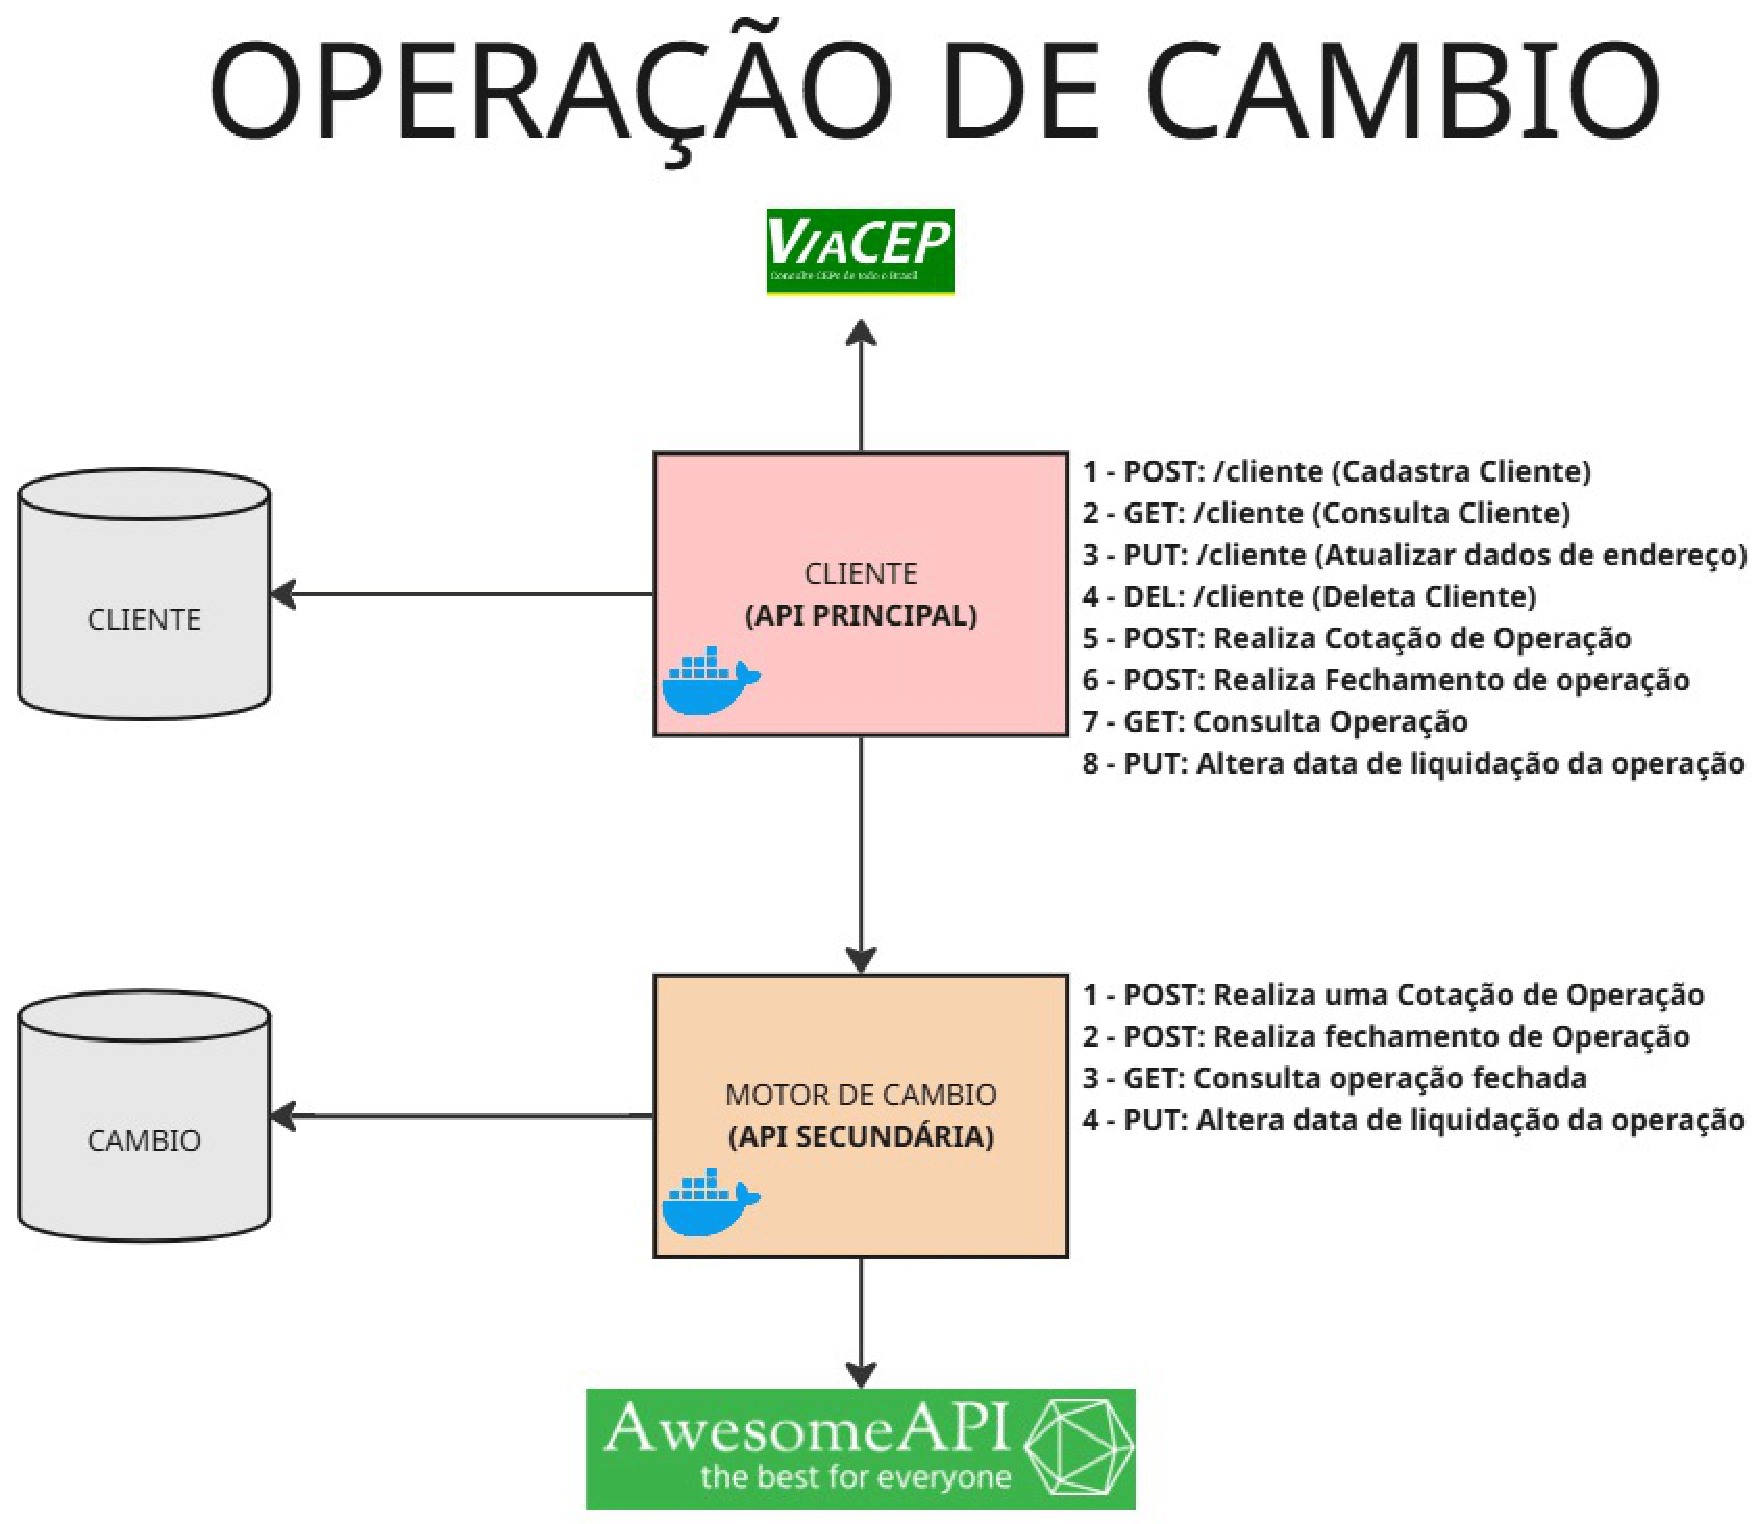 OPERAÇÃO DE CAMBIO
VIACEP
Consulte CEPs de todo o Brasil
CLIENTE
CLIENTE
(API PRINCIPAL)
1 - POST: /cliente (Cadastra Cliente)
2 - GET: /cliente (Consulta Cliente)
3 - PUT: /cliente (Atualizar dados de endereço)
4 - DEL: /cliente (Deleta Cliente)
5 - POST: Realiza Cotação de Operação
6 - POST: Realiza Fechamento de operação
7 - GET: Consulta Operação
8 - PUT: Altera data de liquidação da operação
CAMBIO
MOTOR DE CAMBIO
(API SECUNDÁRIA)
1 - POST: Realiza uma Cotação de Operação
2 - POST: Realiza fechamento de Operação
3 - GET: Consulta operação fechada
4 - PUT: Altera data de liquidação da operação
AwesomeAPI
the best for everyone